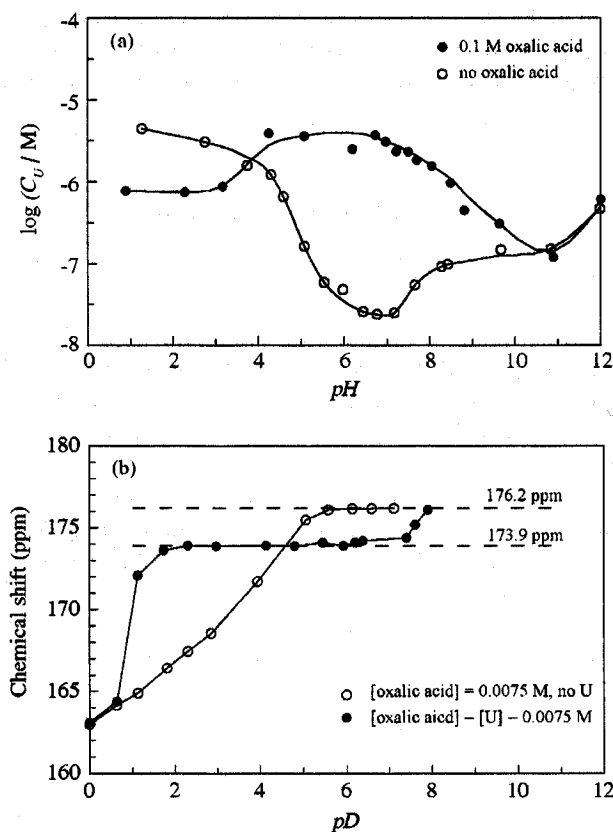 (a)
0.1 M oxalic acid
no oxalic acid
-4
-5
-6
-7
-8
log (C_U / M)
0 2 4 6 8 10 12
pH
(b)
180
175
170
165
160
Chemical shift (ppm)
176.2 ppm
173.9 ppm
[oxalic acid] = 0.0075 M, no U
[oxalic aicd] – [U] – 0.0075 M
0 2 4 6 8 10 12
pD